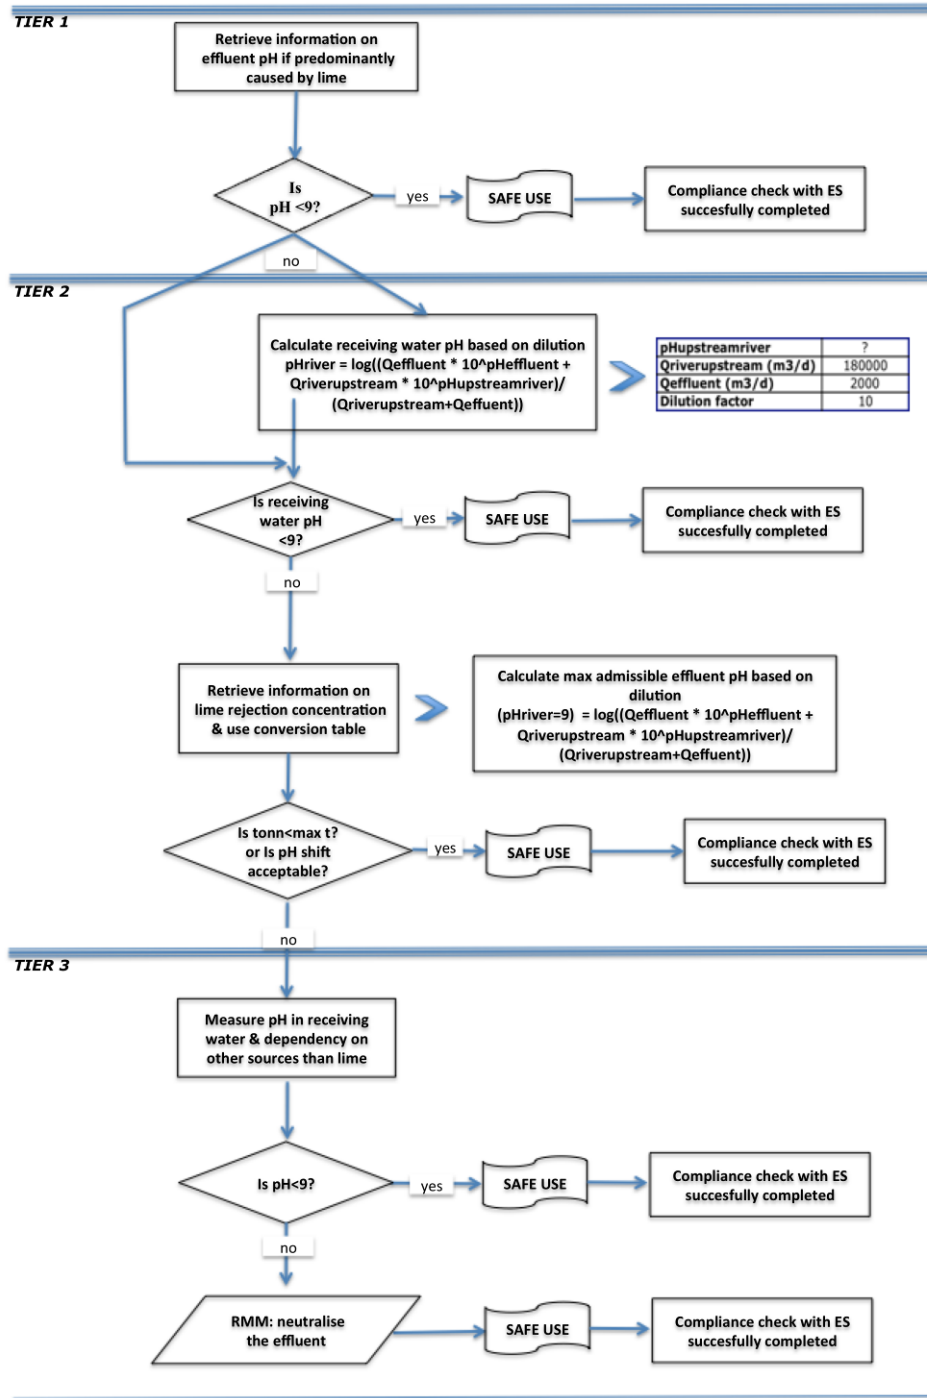 TIER 1
Retrieve information on
effluent pH if predominantly
caused by lime
Is
pH <9?
yes
SAFE USE
Compliance check with ES
succesfully completed
no
TIER 2
Calculate receiving water pH based on dilution
pHriver = log((Qeffluent * 10^pHeffluent +
Qriverupstream * 10^pHupstreamriver)/
(Qriverupstream+Qeffuent))
pHupstreamriver ?
Qriverupstream (m3/d) 180000
Qeffluent (m3/d) 2000
Dilution factor 10
Is receiving
water pH
<9?
yes
SAFE USE
Compliance check with ES
succesfully completed
no
Retrieve information on
lime rejection concentration
& use conversion table
Calculate max admissible effluent pH based on
dilution
(pHriver=9) = log((Qeffluent * 10^pHeffluent +
Qriverupstream * 10^pHupstreamriver)/
(Qriverupstream+Qeffuent))
Is tonn<max t?
or Is pH shift
acceptable?
yes
SAFE USE
Compliance check with ES
succesfully completed
no
TIER 3
Measure pH in receiving
water & dependency on
other sources than lime
Is pH<9?
yes
SAFE USE
Compliance check with ES
succesfully completed
no
RMM: neutralise
the effluent
SAFE USE
Compliance check with ES
succesfully completed